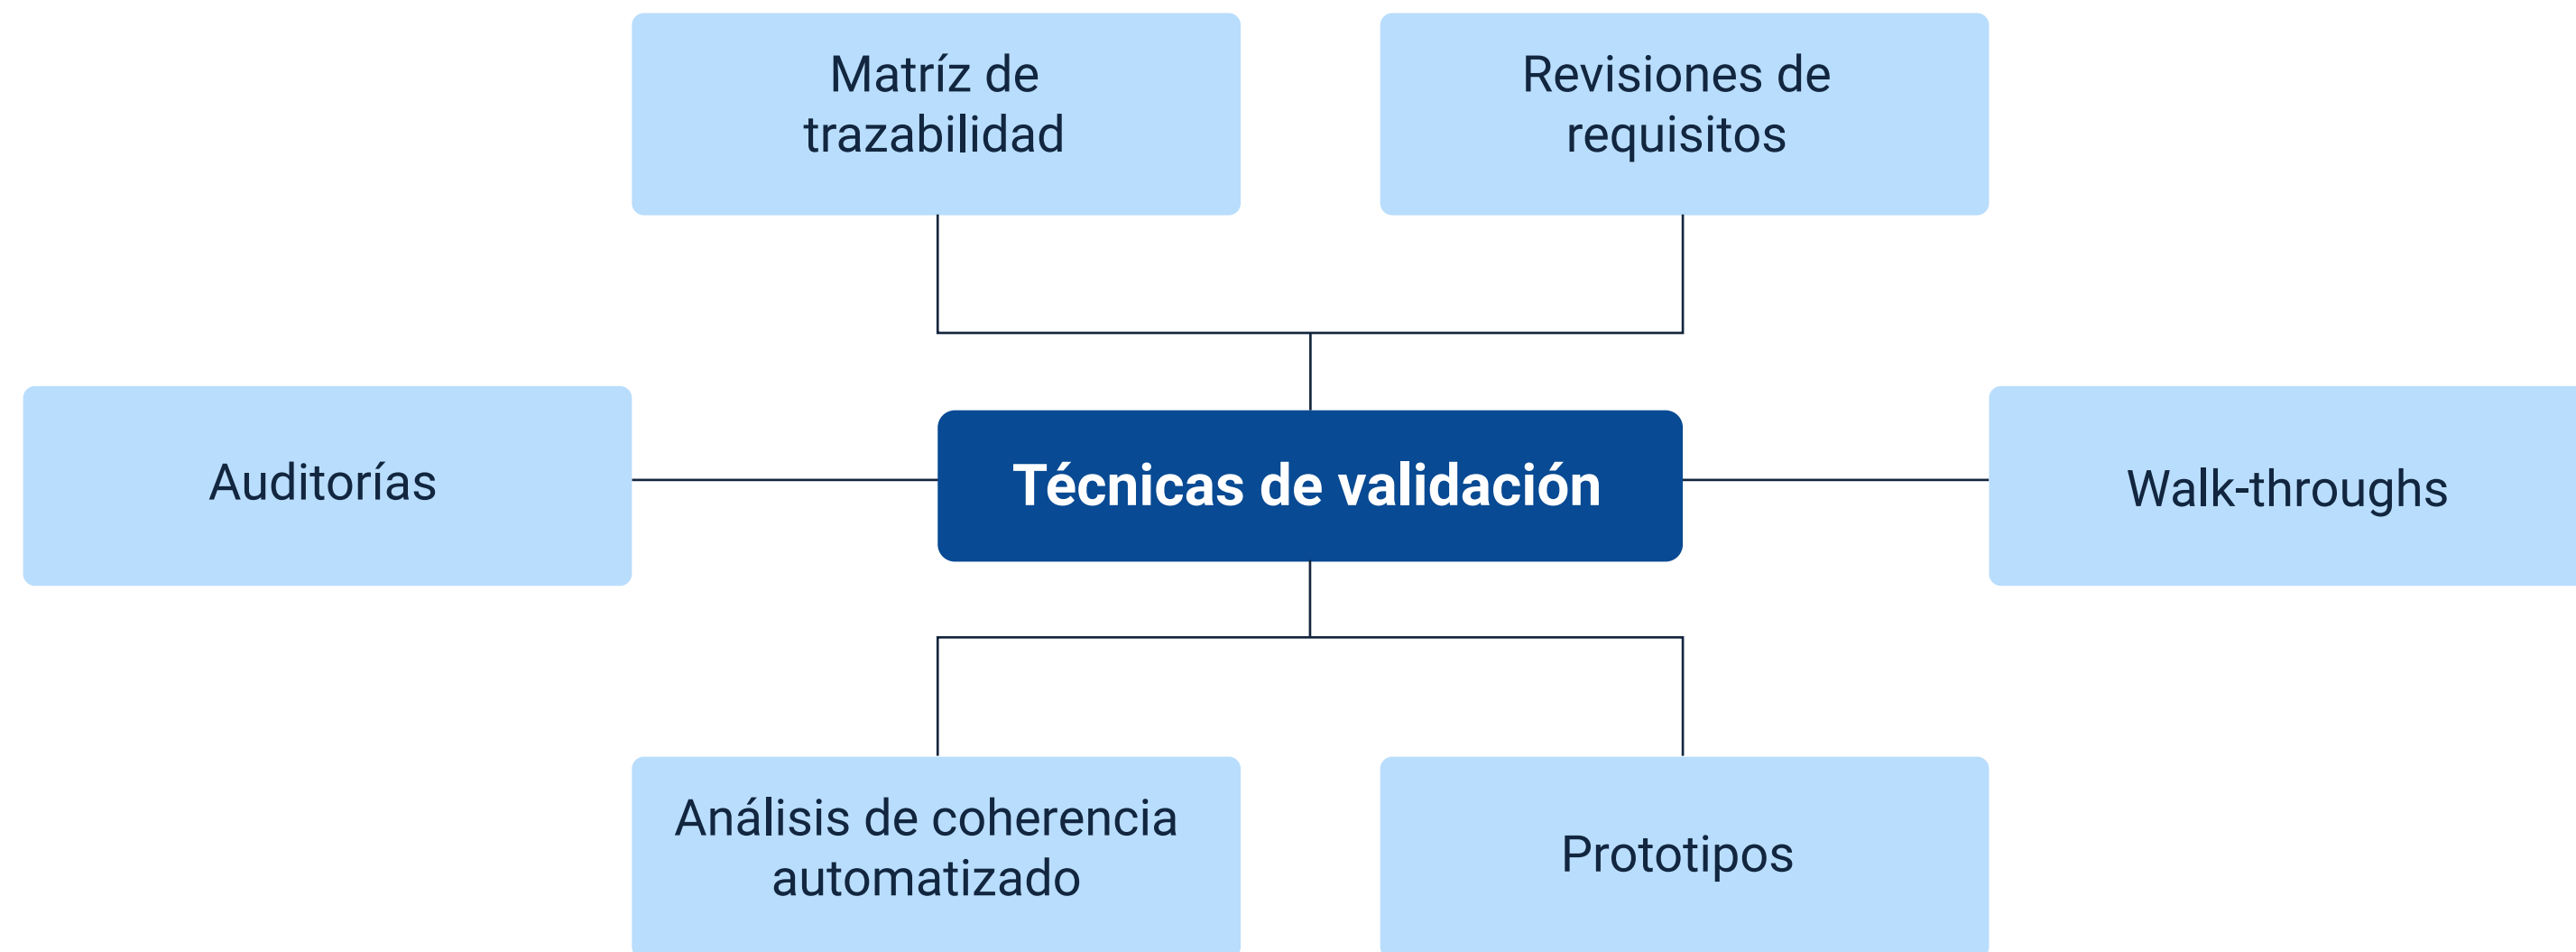 Matríz de
trazabilidad
Revisiones de
requisitos
Auditorías
Técnicas de validación
Walk-throughs
Análisis de coherencia
automatizado
Prototipos